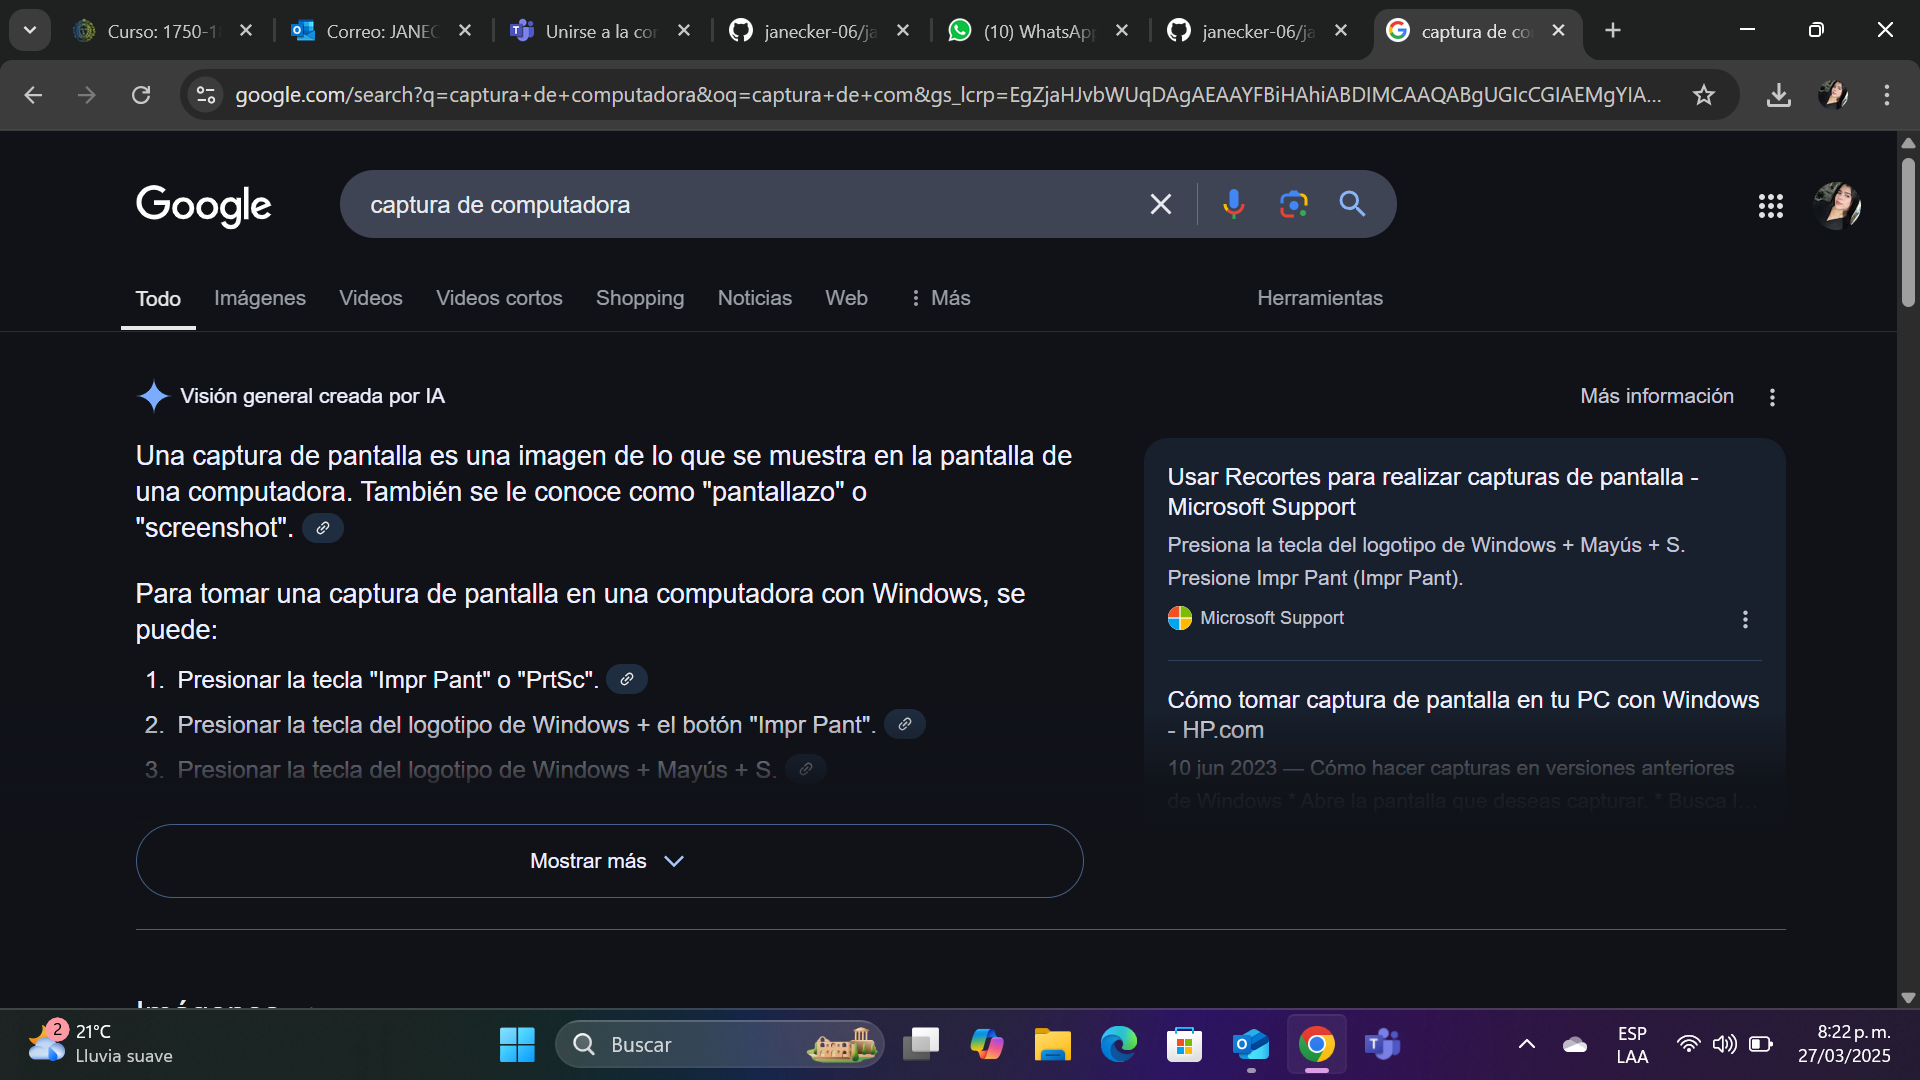 Curso: 1750-1
Correo: JANEC
Unirse a la cor
janecker-06/ja
(10) WhatsApp
janecker-06/ja
captura de co
google.com/search?q=captura+de+computadora&oq=captura+de+com&gs_lcrp=EgZjaHJvbWUqDAgAEAAYFBiHAhiABDIMCAAQABgUGIcCGIAEMgYIA...
Google
captura de computadora
Todo
Imágenes
Videos
Videos cortos
Shopping
Noticias
Web
Más
Herramientas
Visión general creada por IA
Más información
Una captura de pantalla es una imagen de lo que se muestra en la pantalla de
una computadora. También se le conoce como "pantallazo" o
"screenshot".
Para tomar una captura de pantalla en una computadora con Windows, se
puede:
1. Presionar la tecla "Impr Pant" o "PrtSc".
2. Presionar la tecla del logotipo de Windows + el botón "Impr Pant".
3. Presionar la tecla del logotipo de Windows + Mayús + S.
Mostrar más
Usar Recortes para realizar capturas de pantalla -
Microsoft Support
Presiona la tecla del logotipo de Windows + Mayús + S.
Presione Impr Pant (Impr Pant).
Microsoft Support
Cómo tomar captura de pantalla en tu PC con Windows
- HP.com
10 jun 2023 — Cómo hacer capturas en versiones anteriores
de Windows * Abre la pantalla que deseas capturar. * Busca l...
Imágenes
2
21°C
Lluvia suave
Buscar
ESP
LAA
8:22 p. m.
27/03/2025